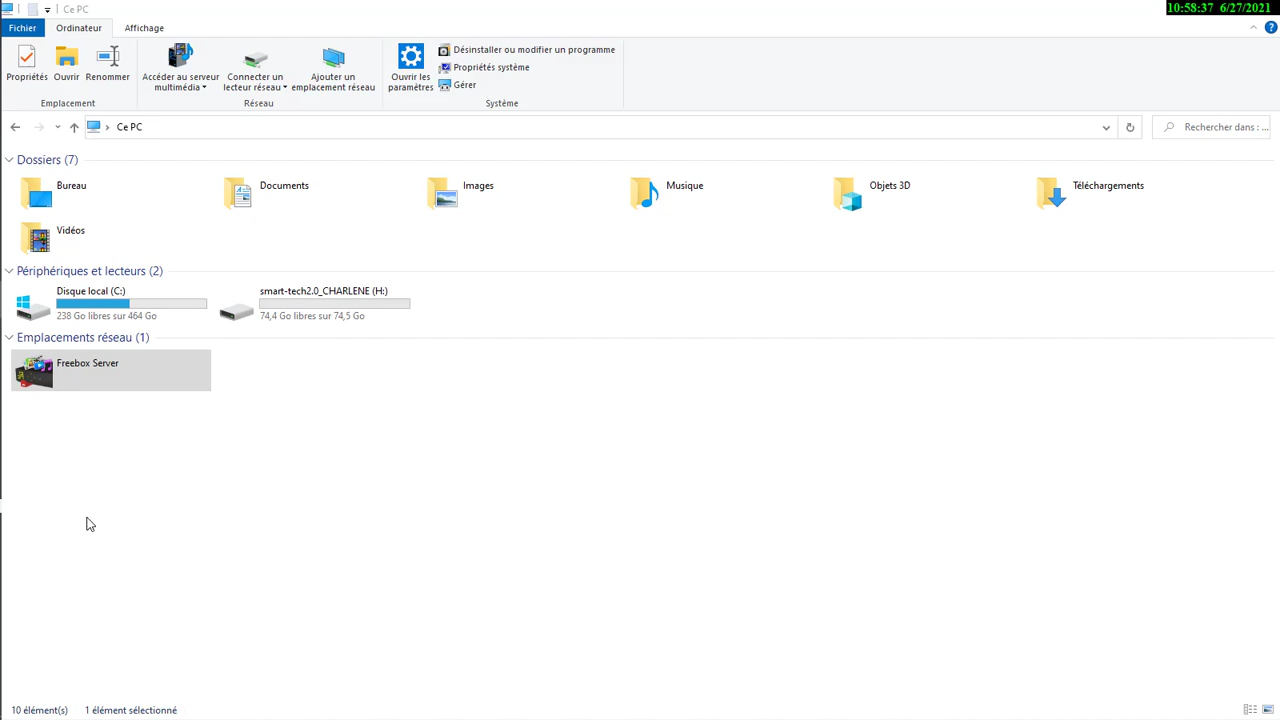 Ce PC
10:58:37 6/27/2021
Fichier
Ordinateur
Affichage
Propriétés
Ouvrir
Renommer
Accéder au serveur
multimédia
Connecter un
lecteur réseau
Ajouter un
emplacement réseau
Ouvrir les
paramètres
Désinstaller ou modifier un programme
Propriétés système
Gérer
Emplacement
Réseau
Système
Ce PC
Rechercher dans : ...
Dossiers (7)
Bureau
Documents
Images
Musique
Objets 3D
Téléchargements
Vidéos
Périphériques et lecteurs (2)
Disque local (C:)
238 Go libres sur 464 Go
smart-tech2.0_CHARLENE (H:)
74,4 Go libres sur 74,5 Go
Emplacements réseau (1)
Freebox Server
10 élément(s)
1 élément sélectionné